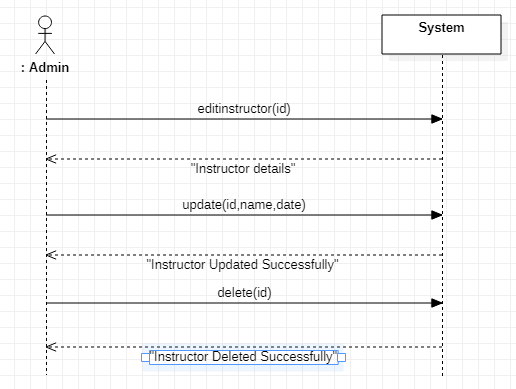 System
: Admin
editinstructor(id)
"Instructor details"
update(id,name,date)
"Instructor Updated Successfully"
delete(id)
"Instructor Deleted Successfully"